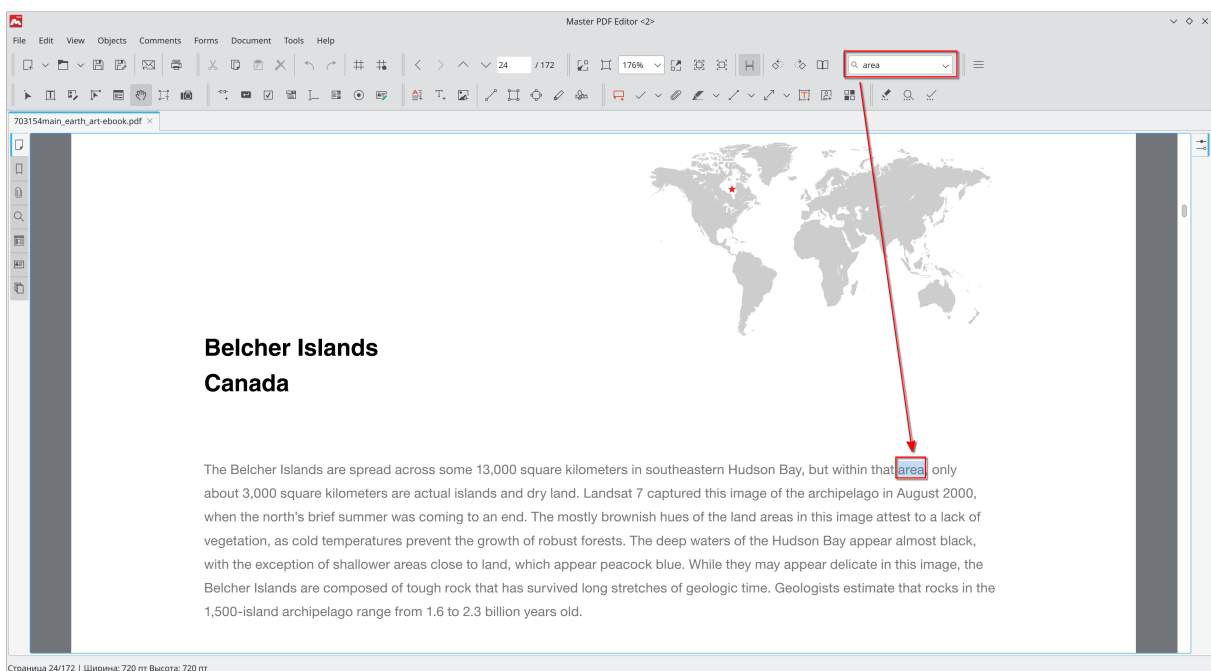 Master PDF Editor <2>
File Edit View Objects Comments Forms Document Tools Help
24 / 172 176% area
703154main_earth_art-ebook.pdf
Belcher Islands
Canada
The Belcher Islands are spread across some 13,000 square kilometers in southeastern Hudson Bay, but within that area, only
about 3,000 square kilometers are actual islands and dry land. Landsat 7 captured this image of the archipelago in August 2000,
when the north’s brief summer was coming to an end. The mostly brownish hues of the land areas in this image attest to a lack of
vegetation, as cold temperatures prevent the growth of robust forests. The deep waters of the Hudson Bay appear almost black,
with the exception of shallower areas close to land, which appear peacock blue. While they may appear delicate in this image, the
Belcher Islands are composed of tough rock that has survived long stretches of geologic time. Geologists estimate that rocks in the
1,500-island archipelago range from 1.6 to 2.3 billion years old.
Страница 24/172 | Ширина: 720 пт Высота: 720 пт